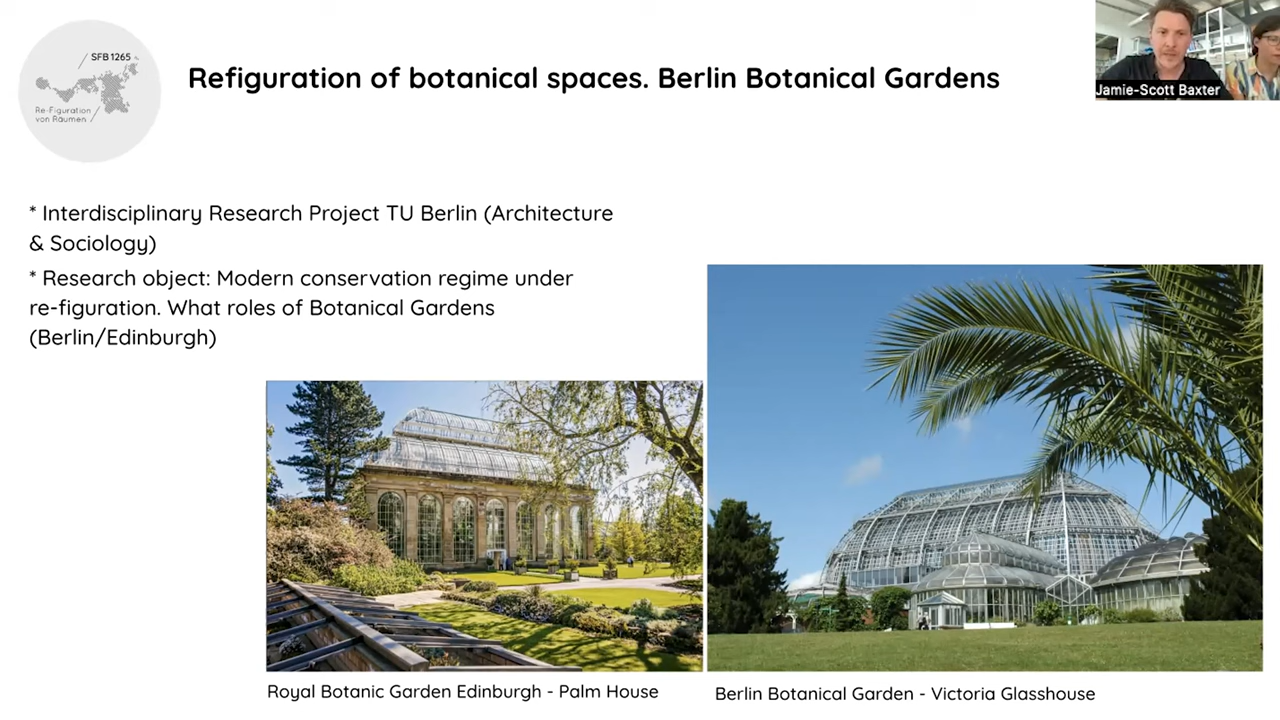 SFB 1265
Re-Figuration
von Räumen
Refiguration of botanical spaces. Berlin Botanical Gardens
Jamie-Scott Baxter
* Interdisciplinary Research Project TU Berlin (Architecture
& Sociology)
* Research object: Modern conservation regime under
re-figuration. What roles of Botanical Gardens
(Berlin/Edinburgh)
Royal Botanic Garden Edinburgh - Palm House
Berlin Botanical Garden - Victoria Glasshouse